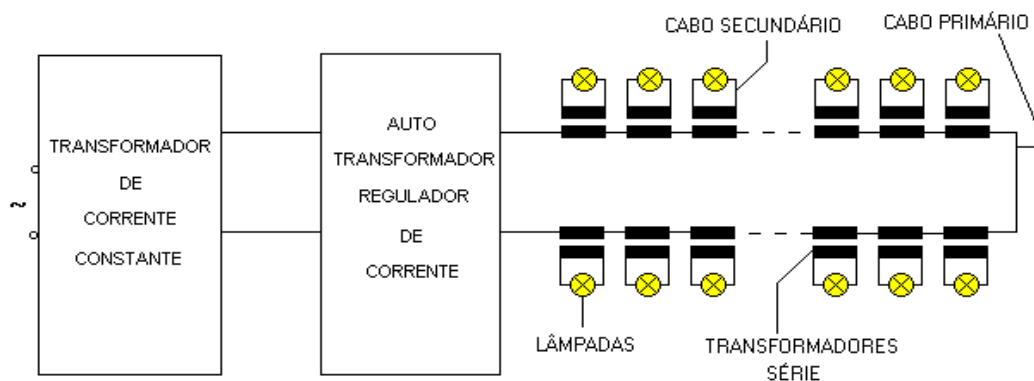 CABO SECUNDÁRIO
CABO PRIMÁRIO
TRANSFORMADOR
DE
CORRENTE
CONSTANTE
AUTO
TRANSFORMADOR
REGULADOR
DE
CORRENTE
~
LÂMPADAS
TRANSFORMADORES
SÉRIE